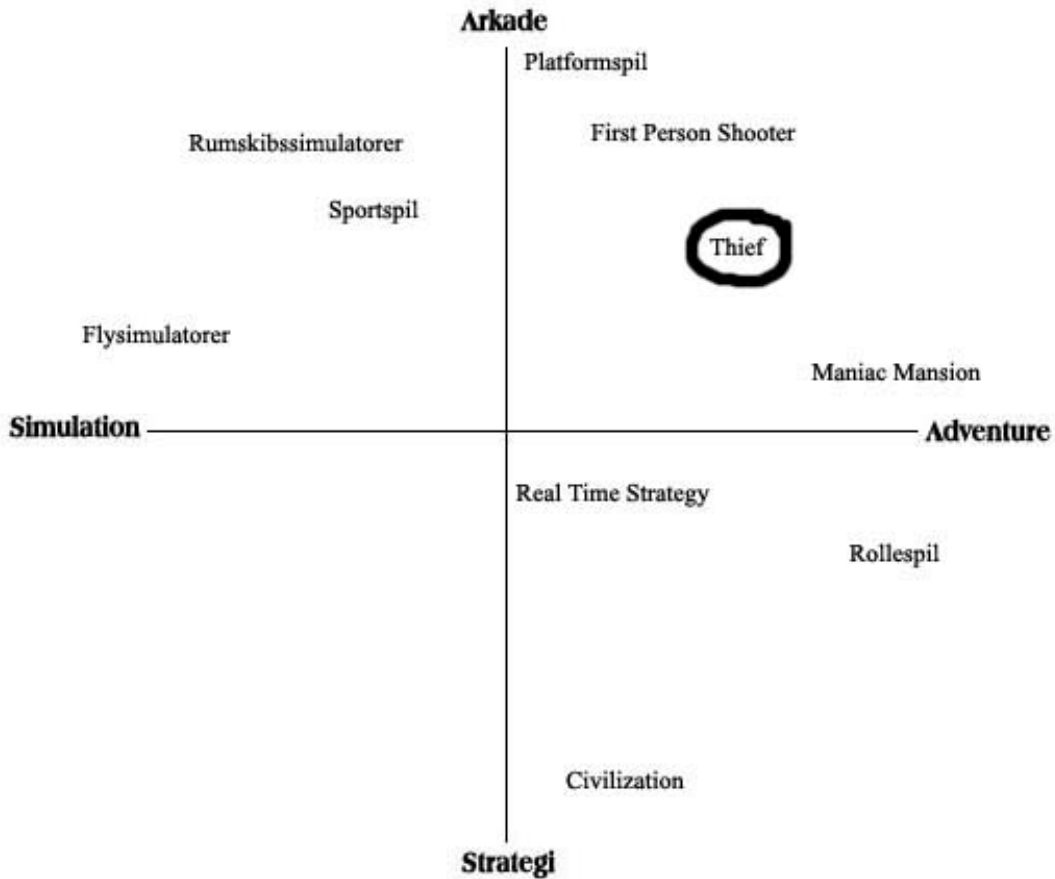 Arkade
Platformspil
First Person Shooter
Rumskibssimulatorer
Sportspil
Thief
Flysimulatorer
Maniac Mansion
Simulation
Adventure
Real Time Strategy
Rollespil
Civilization
Strategi